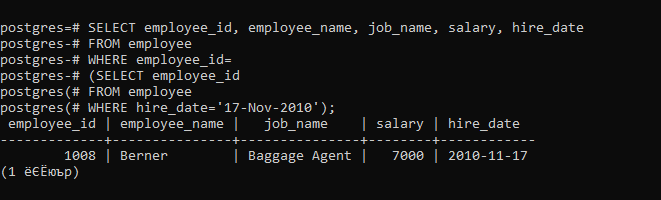 postgres=# SELECT employee_id, employee_name, job_name, salary, hire_date
postgres-# FROM employee
postgres-# WHERE employee_id=
postgres-# (SELECT employee_id
postgres(# FROM employee
postgres(# WHERE hire_date='17-Nov-2010');
 employee_id | employee_name |   job_name    | salary | hire_date
-------------+---------------+---------------+--------+------------
        1008 | Berner        | Baggage Agent |   7000 | 2010-11-17
(1 ёЄЁюър)